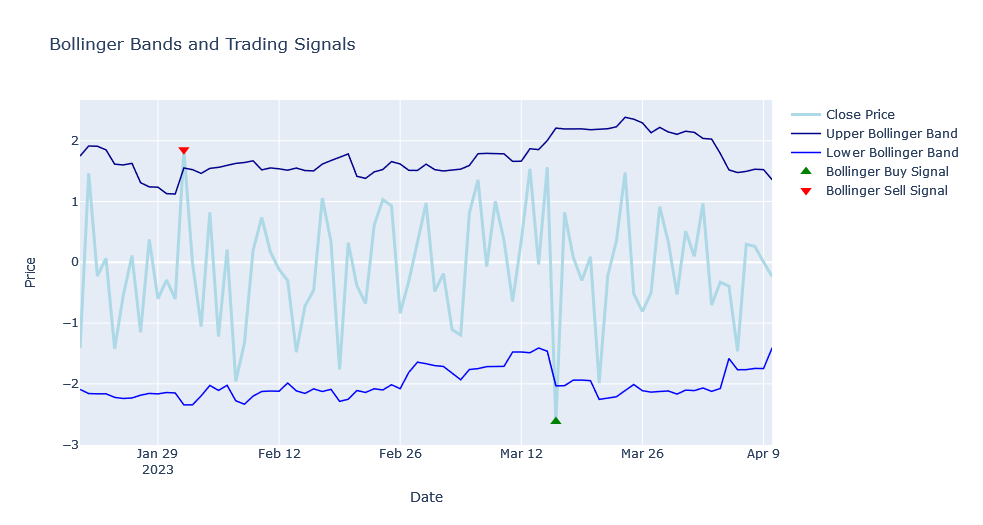 Bollinger Bands and Trading Signals
Close Price
Upper Bollinger Band
Lower Bollinger Band
Bollinger Buy Signal
Bollinger Sell Signal
2
1
0
−1
−2
−3
Price
Jan 29
2023
Feb 12
Feb 26
Mar 12
Mar 26
Apr 9
Date